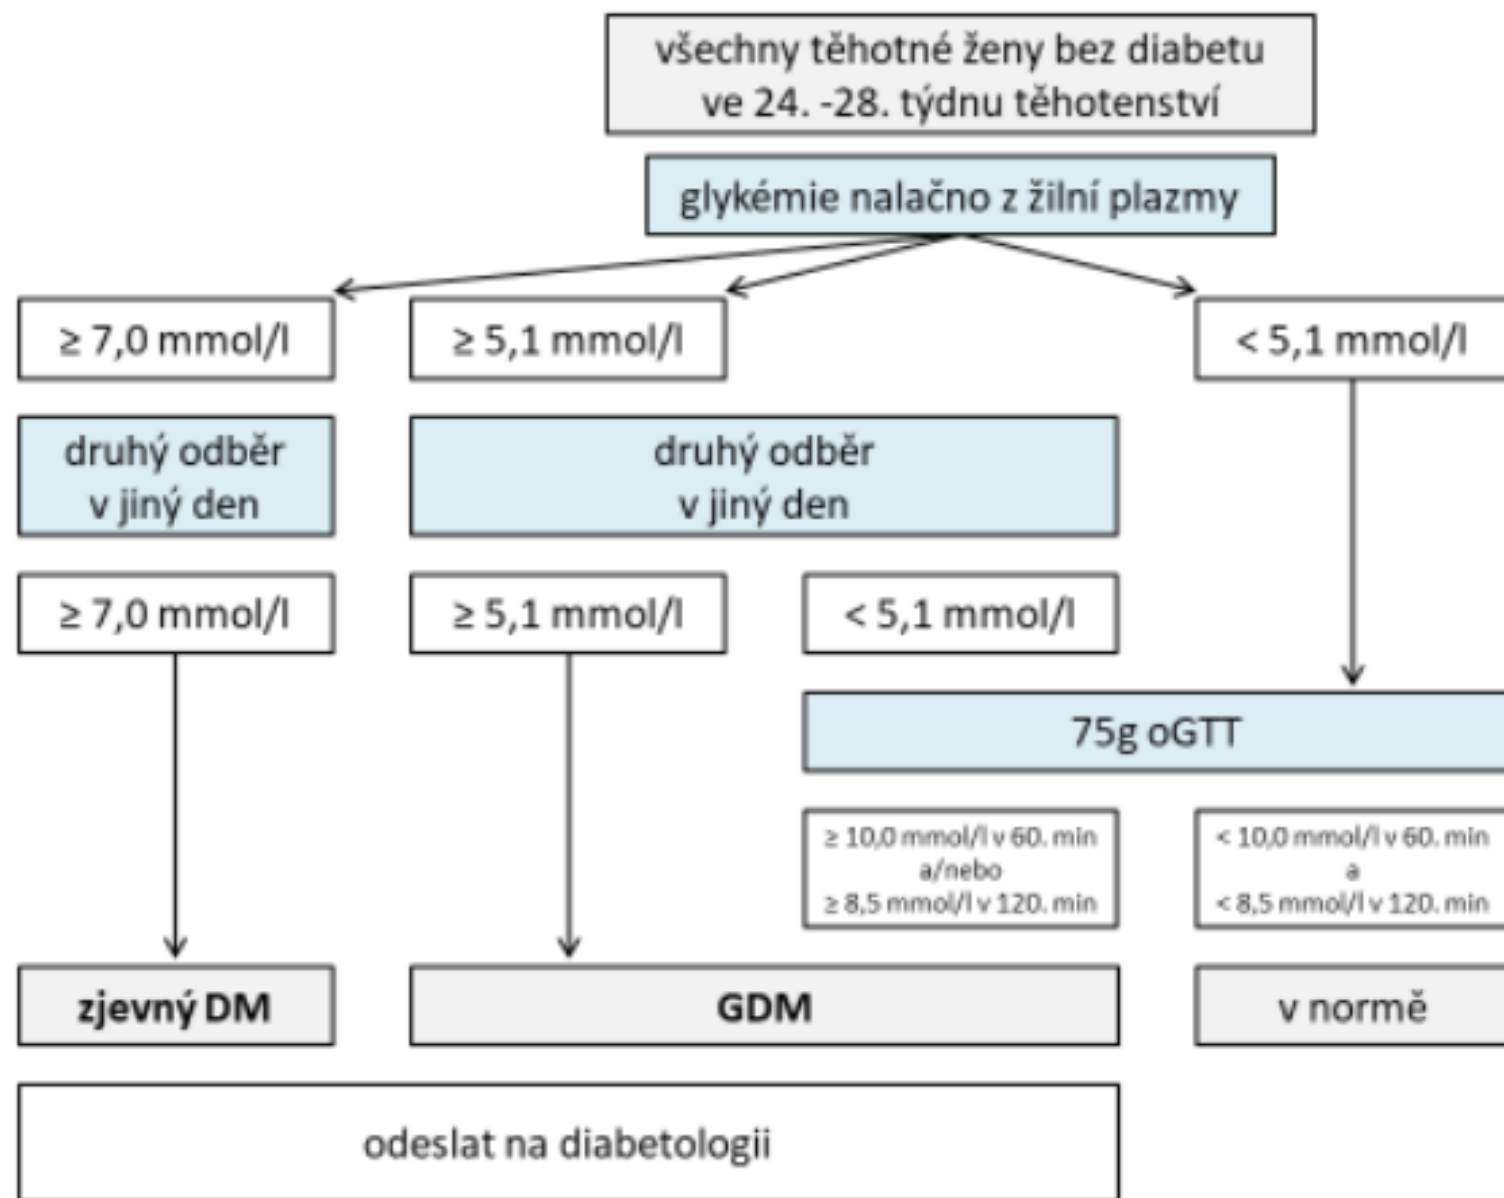 všechny těhotné ženy bez diabetu
ve 24. -28. týdnu těhotenství
glykémie nalačno z žilní plazmy
≥ 7,0 mmol/l
≥ 5,1 mmol/l
< 5,1 mmol/l
druhý odběr
v jiný den
druhý odběr
v jiný den
≥ 7,0 mmol/l
≥ 5,1 mmol/l
< 5,1 mmol/l
75g oGTT
≥ 10,0 mmol/l v 60. min
a/nebo
≥ 8,5 mmol/l v 120. min
< 10,0 mmol/l v 60. min
a
< 8,5 mmol/l v 120. min
zjevný DM
GDM
v normě
odeslat na diabetologii